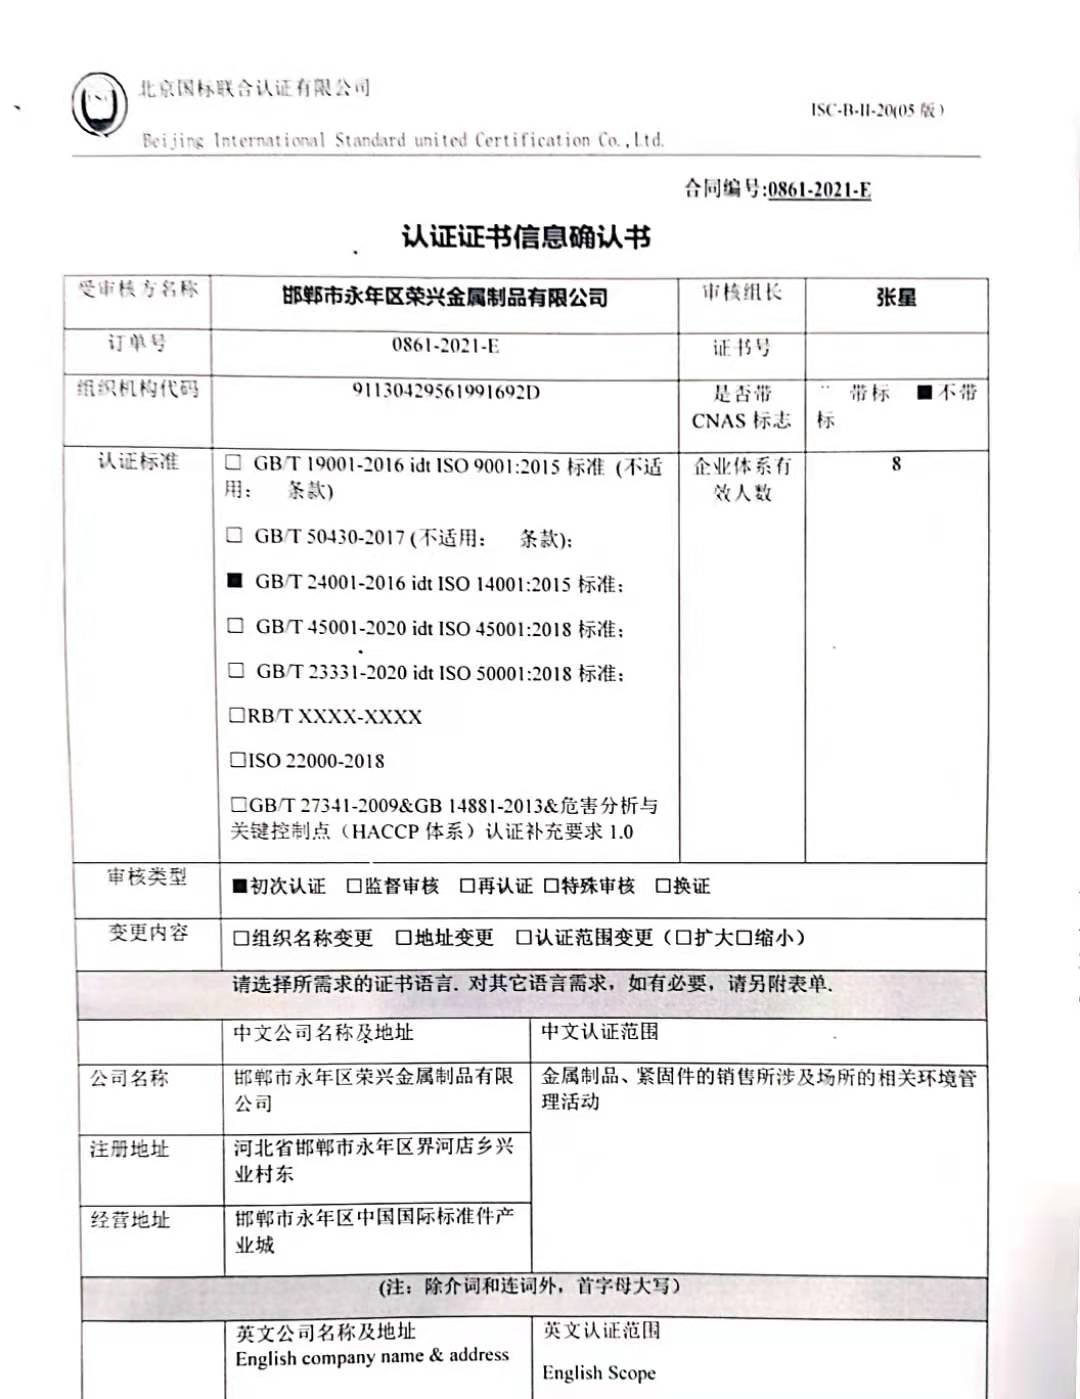 北京国标联合认证有限公司
ISC-B-II-20(05版)
Beijing International Standard united Certification Co.,Ltd.
合同编号:0861-2021-E
认证证书信息确认书
受审核方名称 邯郸市永年区荣兴金属制品有限公司 审核组长 张星
订单号 0861-2021-E 证书号
组织机构代码 91130429561991692D 是否带 带标 ■不带
CNAS 标志 标
认证标准 □ GB/T 19001-2016 idt ISO 9001:2015 标准 (不适 企业体系有 8
用: 条款) 效人数
□ GB/T 50430-2017 (不适用: 条款);
■ GB/T 24001-2016 idt ISO 14001:2015 标准;
□ GB/T 45001-2020 idt ISO 45001:2018 标准;
□ GB/T 23331-2020 idt ISO 50001:2018 标准;
□RB/T XXXX-XXXX
□ISO 22000-2018
□GB/T 27341-2009&GB 14881-2013&危害分析与
关键控制点（HACCP 体系）认证补充要求 1.0
审核类型 ■初次认证 □监督审核 □再认证 □特殊审核 □换证
变更内容 □组织名称变更 □地址变更 □认证范围变更（□扩大□缩小）
请选择所需求的证书语言. 对其它语言需求，如有必要，请另附表单.
中文公司名称及地址 中文认证范围
公司名称 邯郸市永年区荣兴金属制品有限 金属制品、紧固件的销售所涉及场所的相关环境管
公司 理活动
注册地址 河北省邯郸市永年区界河店乡兴
业村东
经营地址 邯郸市永年区中国国际标准件产
业城
(注：除介词和连词外，首字母大写)
英文公司名称及地址 英文认证范围
English company name & address
English Scope